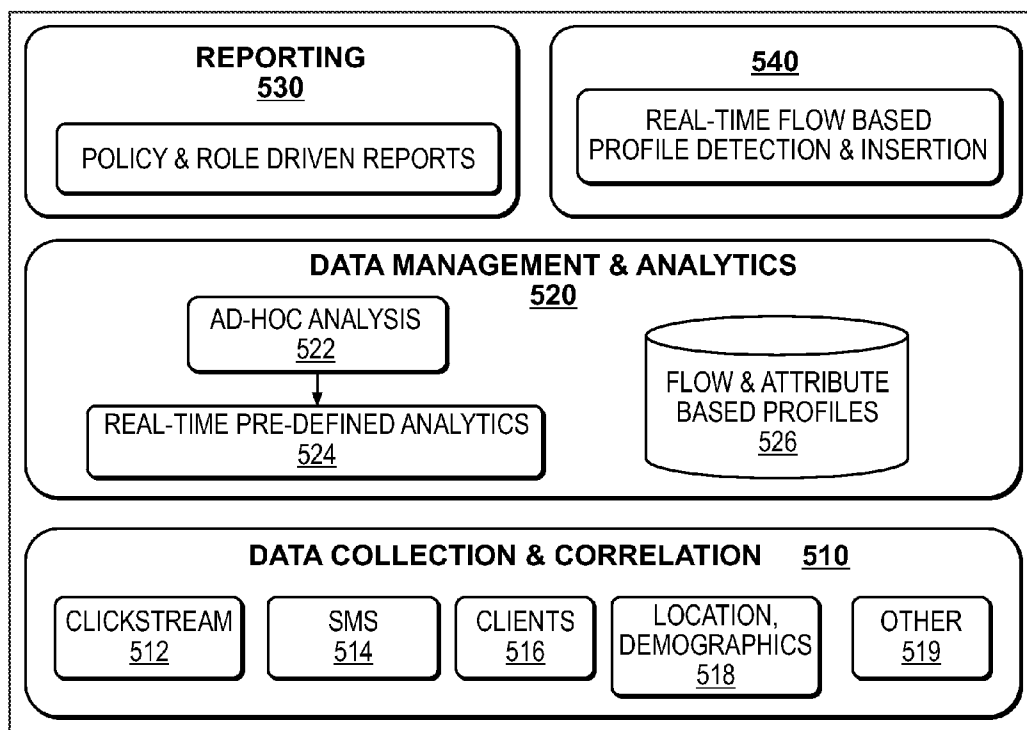 REPORTING
530
POLICY & ROLE DRIVEN REPORTS
540
REAL-TIME FLOW BASED
PROFILE DETECTION & INSERTION
DATA MANAGEMENT & ANALYTICS
520
AD-HOC ANALYSIS
522
REAL-TIME PRE-DEFINED ANALYTICS
524
FLOW & ATTRIBUTE
BASED PROFILES
526
DATA COLLECTION & CORRELATION 510
CLICKSTREAM
512
SMS
514
CLIENTS
516
LOCATION,
DEMOGRAPHICS
518
OTHER
519